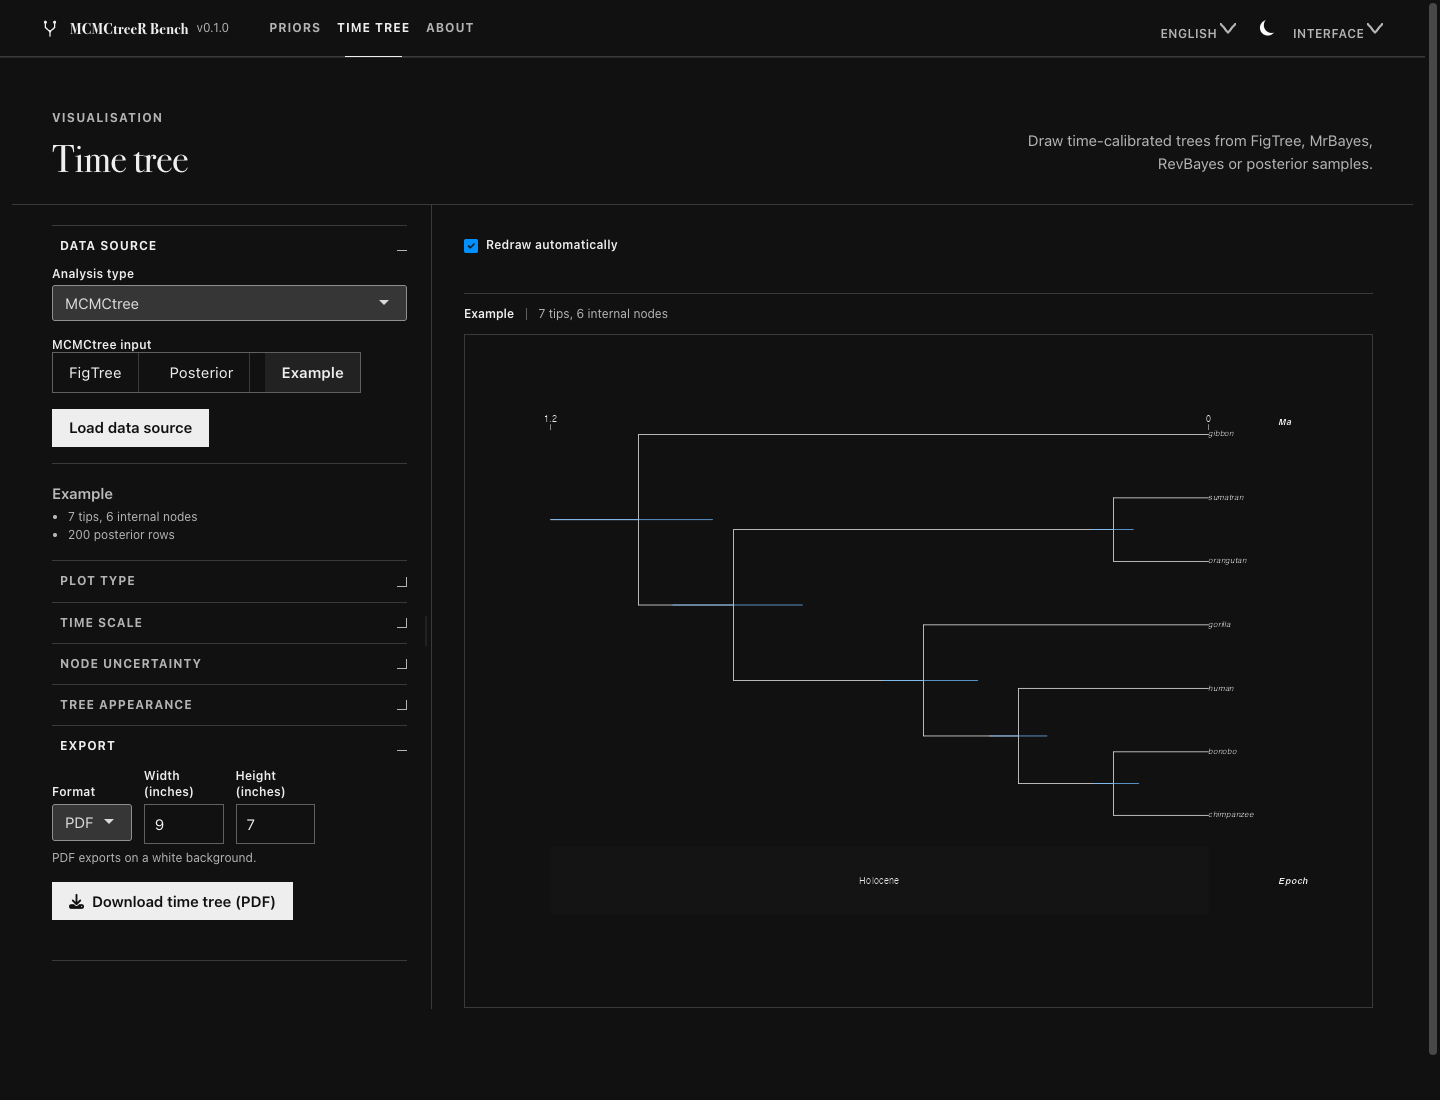 MCMCtreeR Bench v0.1.0
PRIORS
TIME TREE
ABOUT
ENGLISH
INTERFACE
VISUALISATION
Time tree
Draw time-calibrated trees from FigTree, MrBayes,
RevBayes or posterior samples.
DATA SOURCE
Analysis type
MCMCtree
MCMCtree input
FigTree
Posterior
Example
Load data source
Example
7 tips, 6 internal nodes
200 posterior rows
PLOT TYPE
TIME SCALE
NODE UNCERTAINTY
TREE APPEARANCE
EXPORT
Format
Width
(inches)
Height
(inches)
PDF
9
7
PDF exports on a white background.
Download time tree (PDF)
Redraw automatically
Example | 7 tips, 6 internal nodes
1.2
0
Ma
gibbon
sumatran
orangutan
gorilla
human
bonobo
chimpanzee
Holocene
Epoch